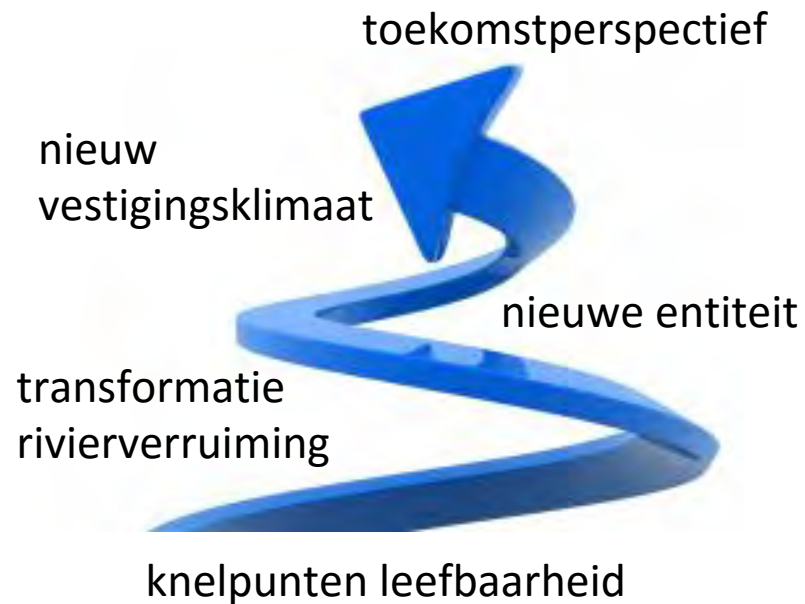 toekomstperspectief
nieuw
vestigingsklimaat
nieuwe entiteit
transformatie
rivierverruiming
knelpunten leefbaarheid